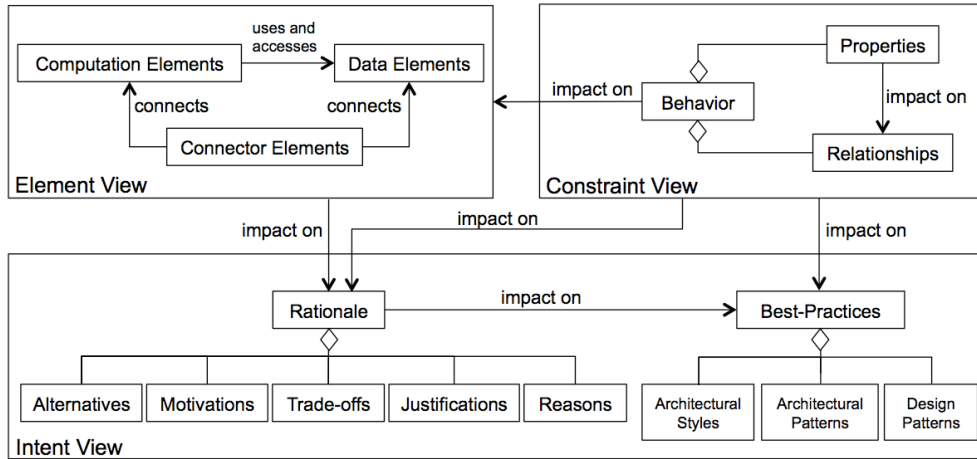 uses and
accesses
Computation Elements
Data Elements
connects
connects
Connector Elements
Element View
impact on
Properties
Behavior
impact on
Relationships
Constraint View
impact on
impact on
impact on
Rationale
impact on
Best-Practices
Alternatives
Motivations
Trade-offs
Justifications
Reasons
Architectural
Styles
Architectural
Patterns
Design
Patterns
Intent View